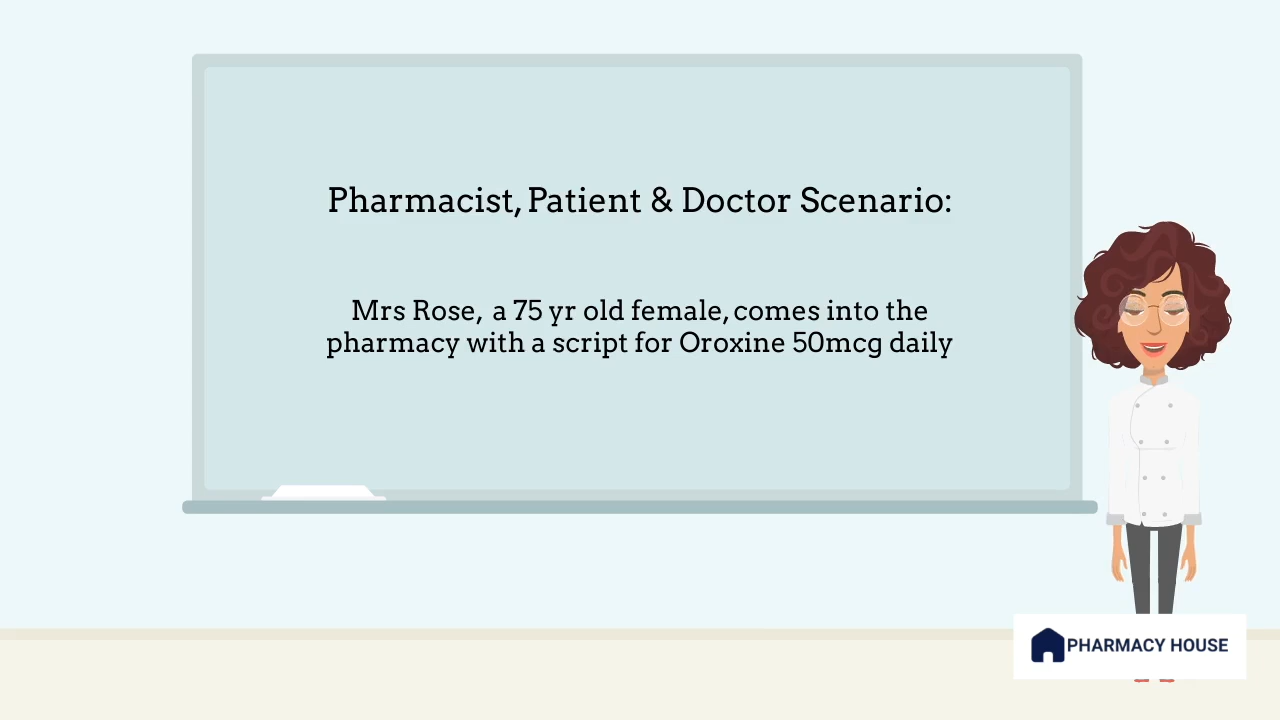 Pharmacist, Patient & Doctor Scenario:
Mrs Rose, a 75 yr old female, comes into the
pharmacy with a script for Oroxine 50mcg daily
PHARMACY HOUSE